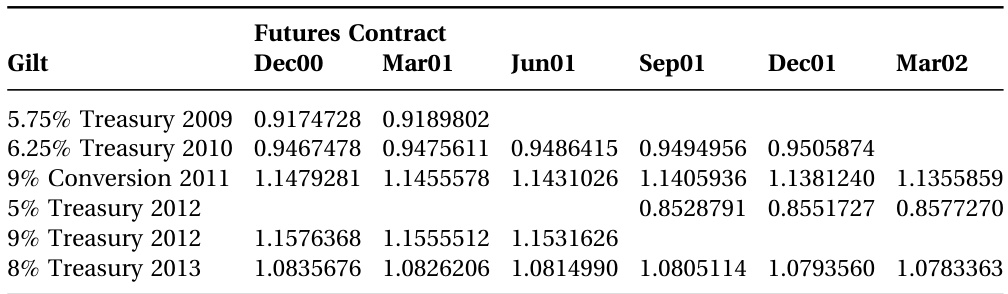 Futures Contract
Gilt Dec00 Mar01 Jun01 Sep01 Dec01 Mar02
5.75% Treasury 2009 0.9174728 0.9189802
6.25% Treasury 2010 0.9467478 0.9475611 0.9486415 0.9494956 0.9505874
9% Conversion 2011 1.1479281 1.1455578 1.1431026 1.1405936 1.1381240 1.1355859
5% Treasury 2012 0.8528791 0.8551727 0.8577270
9% Treasury 2012 1.1576368 1.1555512 1.1531626
8% Treasury 2013 1.0835676 1.0826206 1.0814990 1.0805114 1.0793560 1.0783363